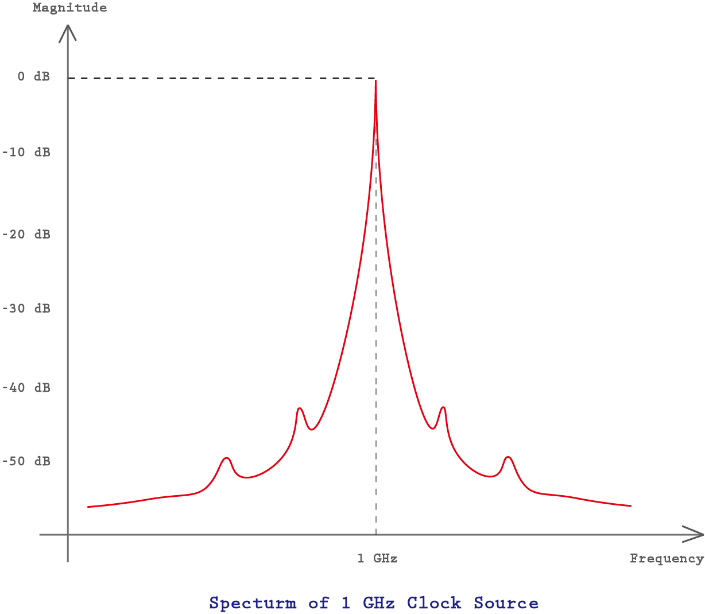 Magnitude
0 dB
-10 dB
-20 dB
-30 dB
-40 dB
-50 dB
1 GHz
Frequency
Specturm of 1 GHz Clock Source